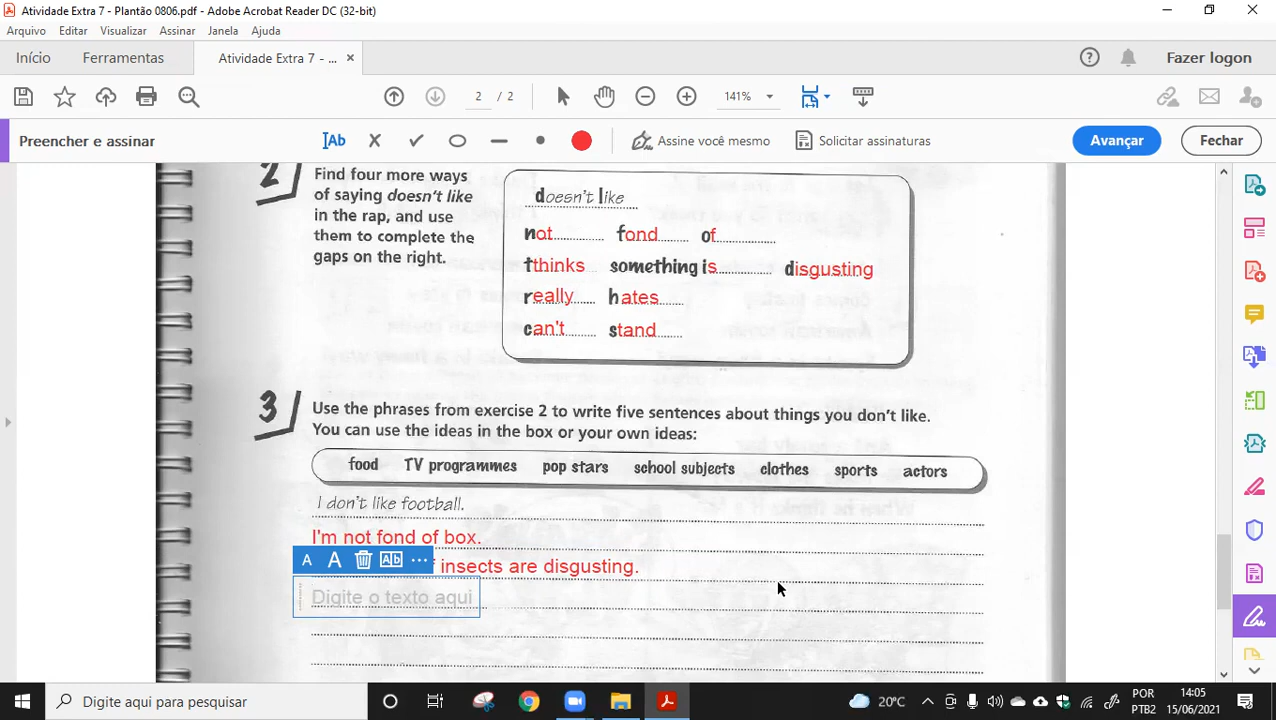 Atividade Extra 7 - Plantão 0806.pdf - Adobe Acrobat Reader DC (32-bit)
Arquivo Editar Visualizar Assinar Janela Ajuda
Início Ferramentas Atividade Extra 7 - ... × Fazer logon
2 / 2 141%
Preencher e assinar Ab Assine você mesmo Solicitar assinaturas Avançar Fechar
2 Find four more ways
of saying doesn't like
in the rap, and use
them to complete the
gaps on the right.
doesn't like
not fond of
tthinks something is disgusting
really hates
can't stand
3 Use the phrases from exercise 2 to write five sentences about things you don't like.
You can use the ideas in the box or your own ideas:
food TV programmes pop stars school subjects clothes sports actors
I don't like football.
I'm not fond of box.
A A Ab ...
insects are disgusting.
Digite o texto aqui
Digite aqui para pesquisar
20°C
POR
PTB2
14:05
15/06/2021